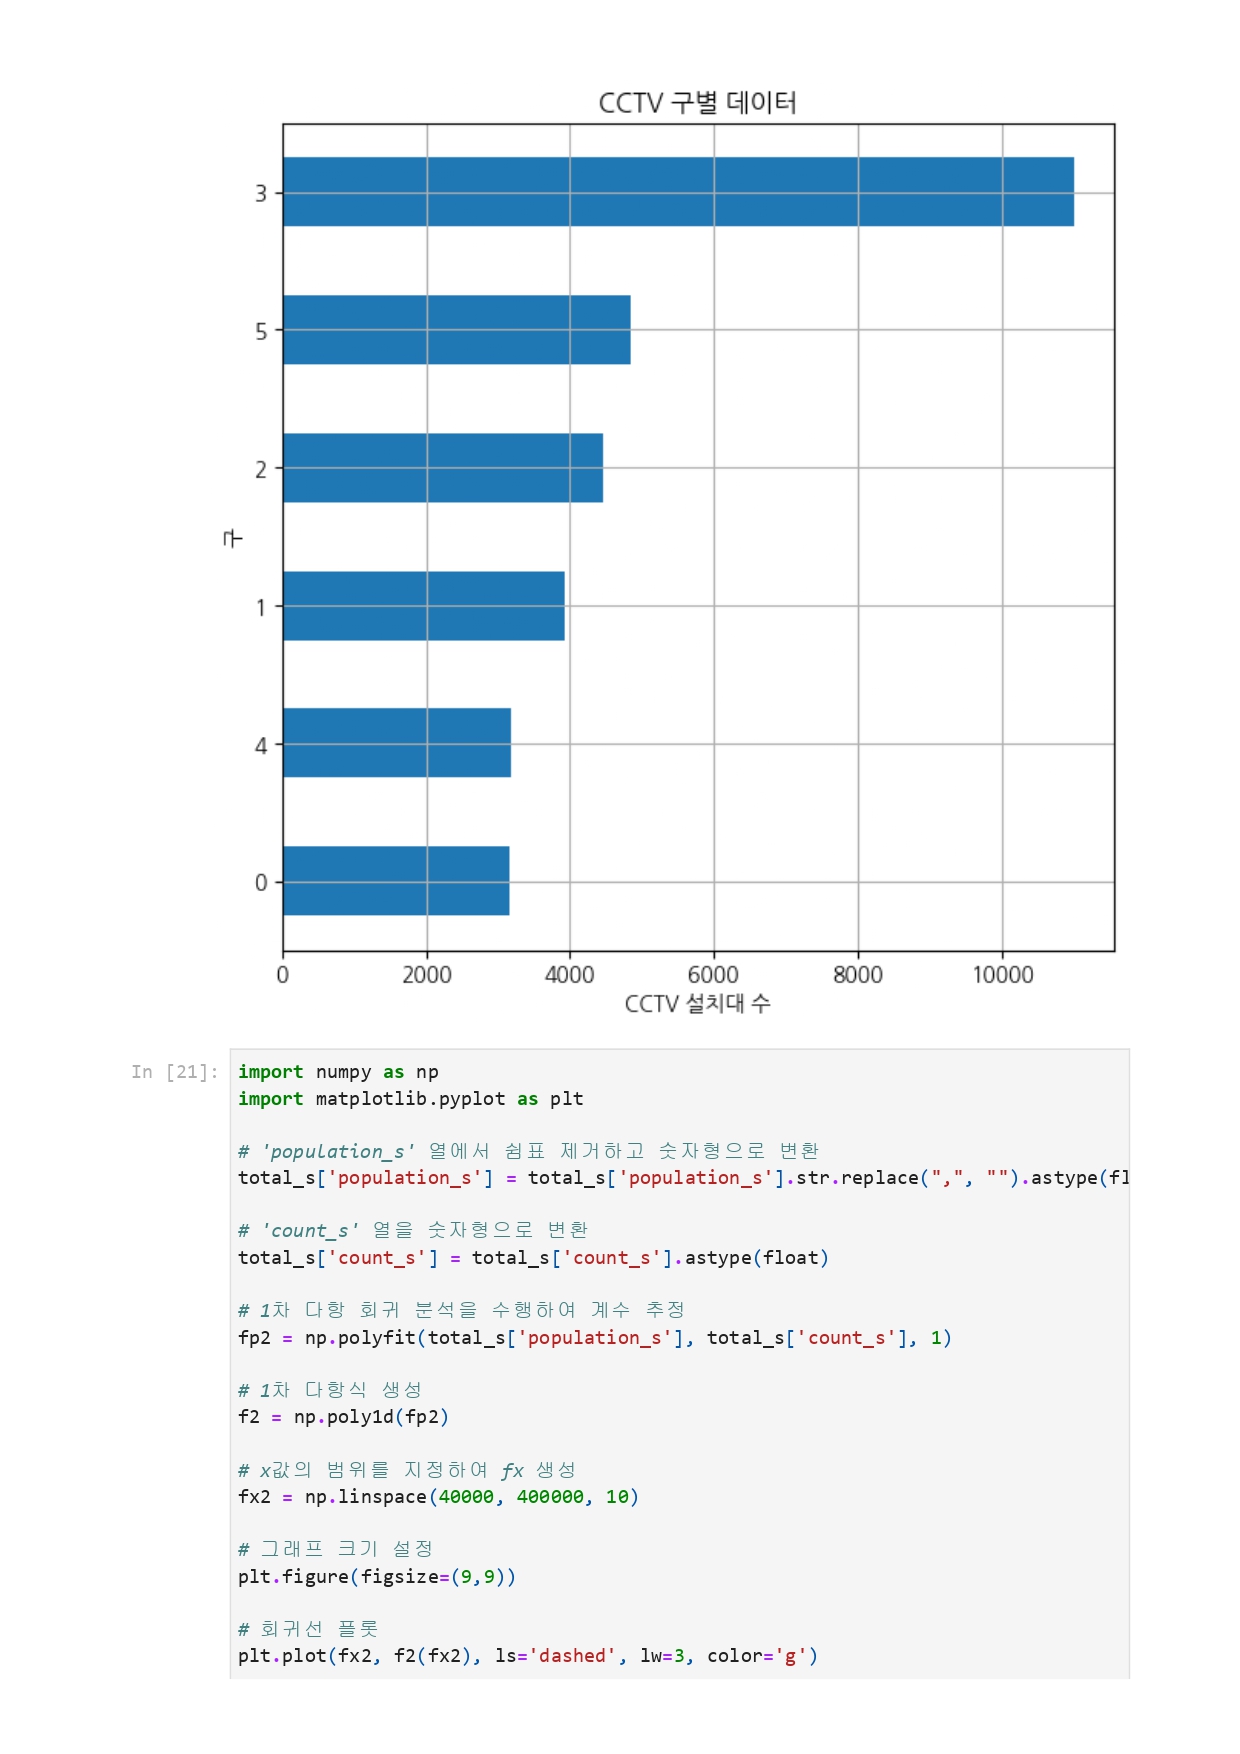 CCTV 구별 데이터
3
5
2
구
1
4
0
0 2000 4000 6000 8000 10000
CCTV 설치대 수
In [21]:
import numpy as np
import matplotlib.pyplot as plt
# 'population_s' 열에서 쉼표 제거하고 숫자형으로 변환
total_s['population_s'] = total_s['population_s'].str.replace(",", "").astype(fl
# 'count_s' 열을 숫자형으로 변환
total_s['count_s'] = total_s['count_s'].astype(float)
# 1차 다항 회귀 분석을 수행하여 계수 추정
fp2 = np.polyfit(total_s['population_s'], total_s['count_s'], 1)
# 1차 다항식 생성
f2 = np.poly1d(fp2)
# x값의 범위를 지정하여 fx 생성
fx2 = np.linspace(40000, 400000, 10)
# 그래프 크기 설정
plt.figure(figsize=(9,9))
# 회귀선 플롯
plt.plot(fx2, f2(fx2), ls='dashed', lw=3, color='g')